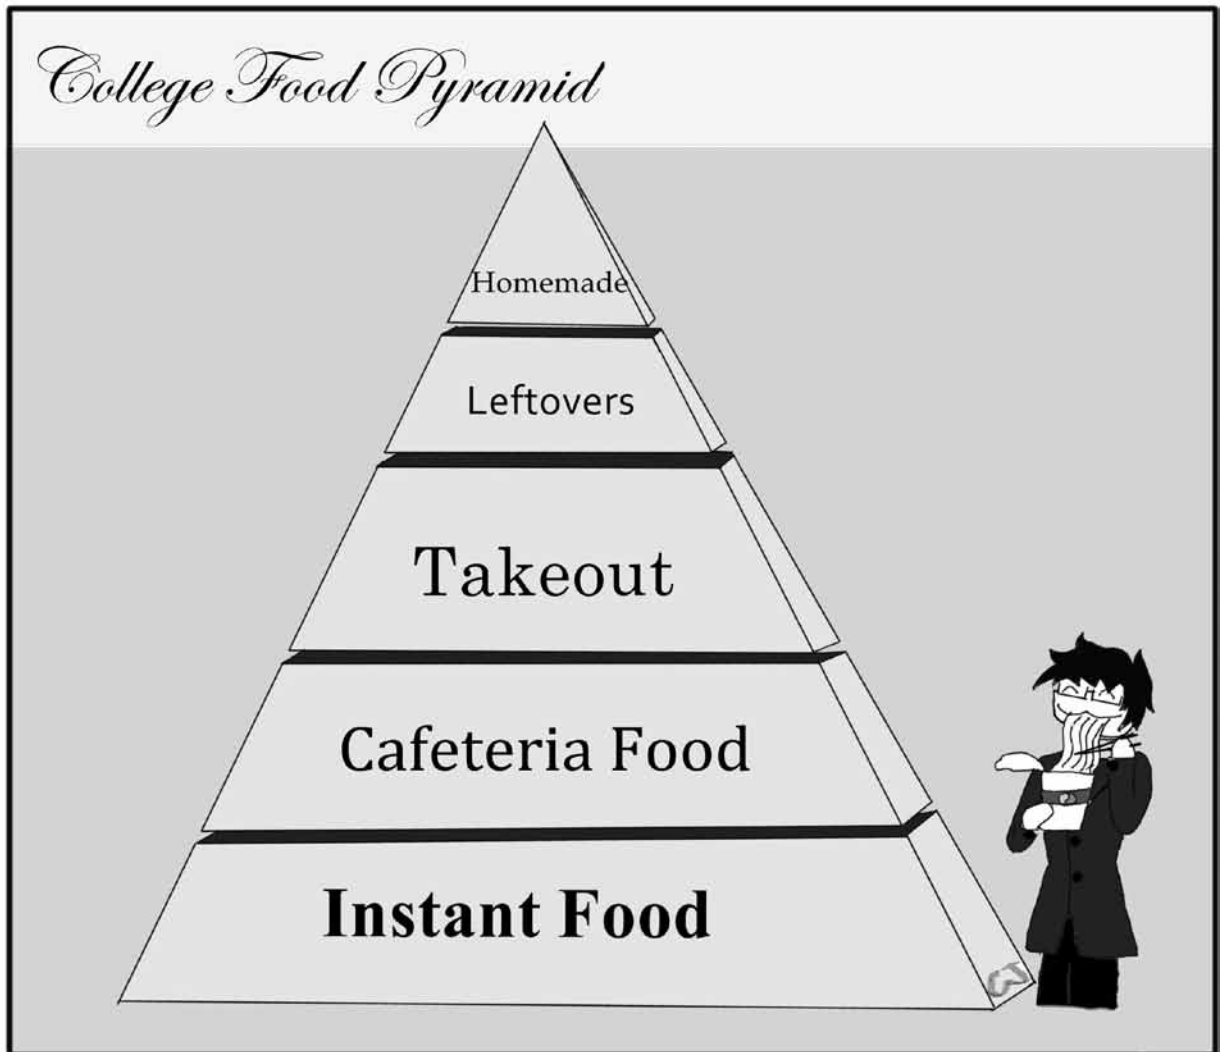 College Food Pyramid
Homemade
Leftovers
Takeout
Cafeteria Food
Instant Food